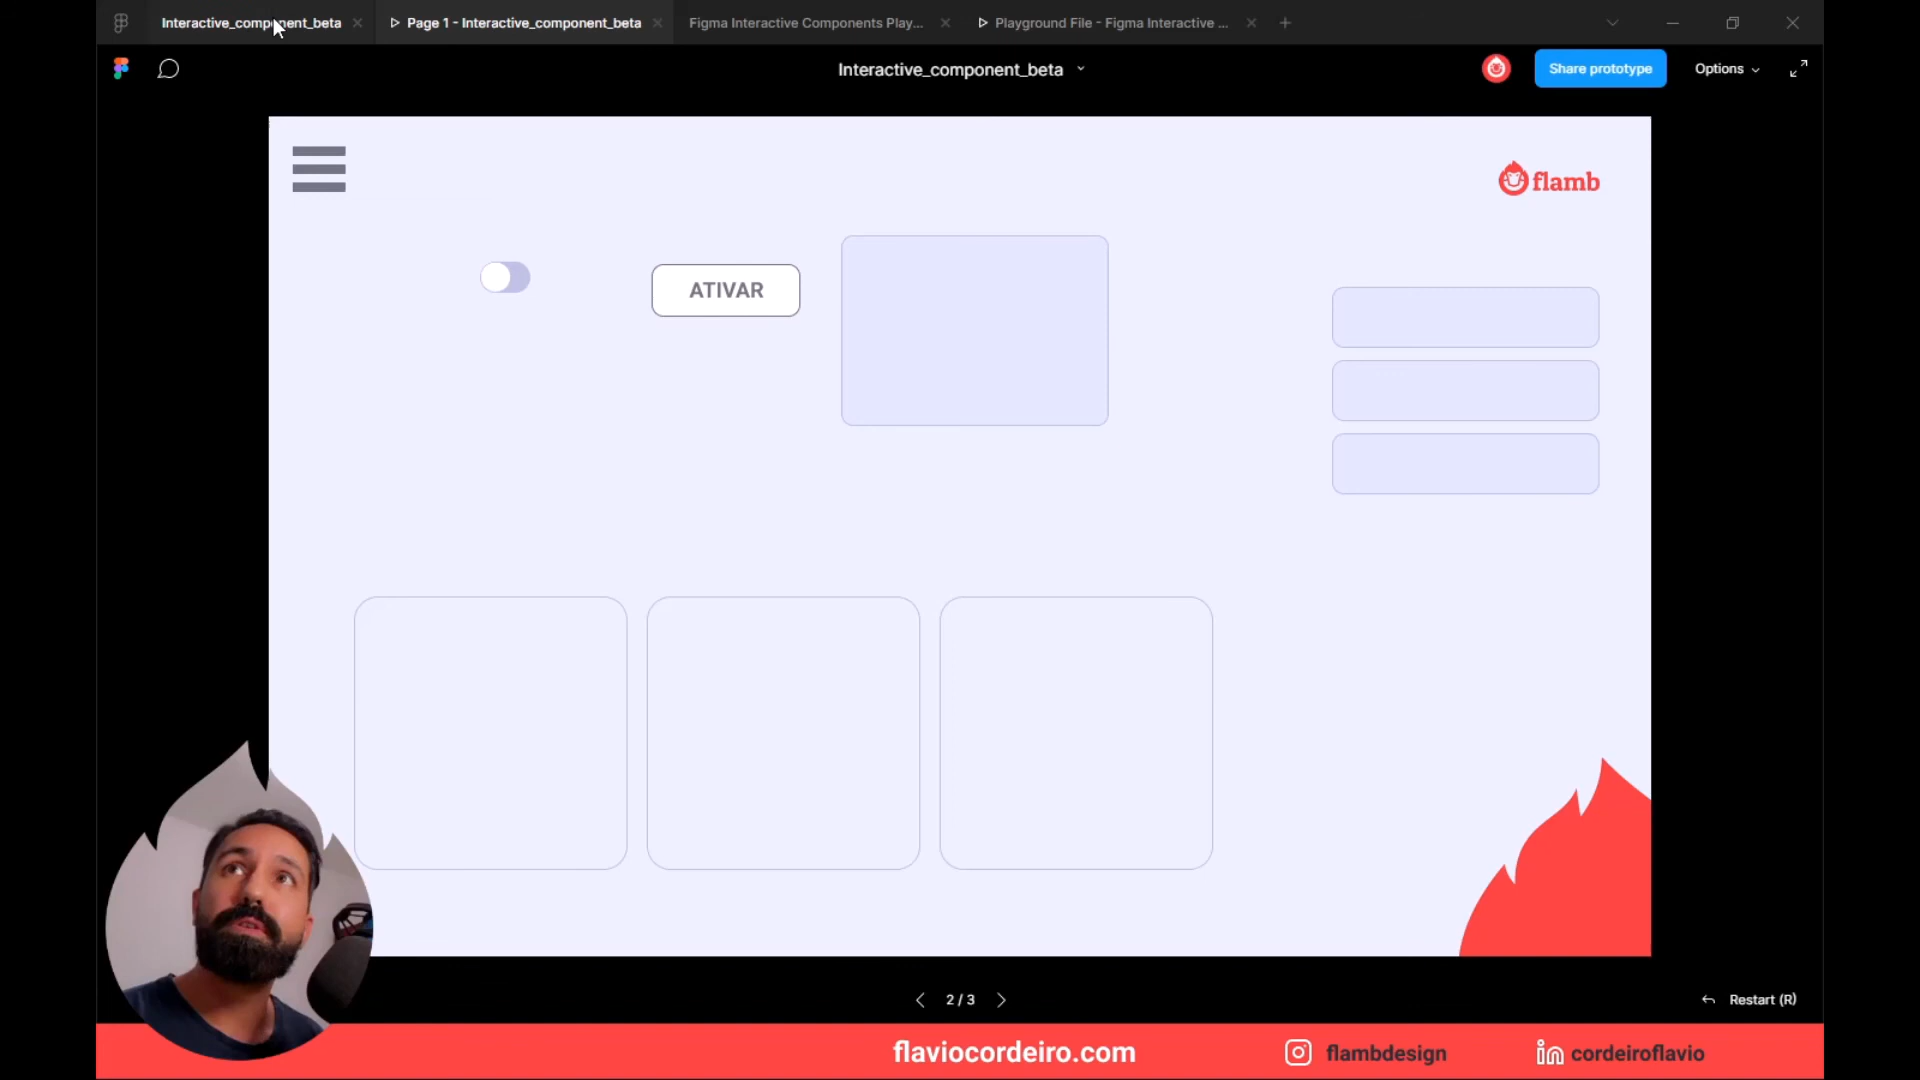 Interactive_component_beta
Page 1 - Interactive_component_beta
Figma Interactive Components Play...
Playground File - Figma Interactive ...
Interactive_component_beta
Share prototype
Options
flamb
ATIVAR
2 / 3
Restart (R)
flaviocordeiro.com
flambdesign
in cordeiroflavio